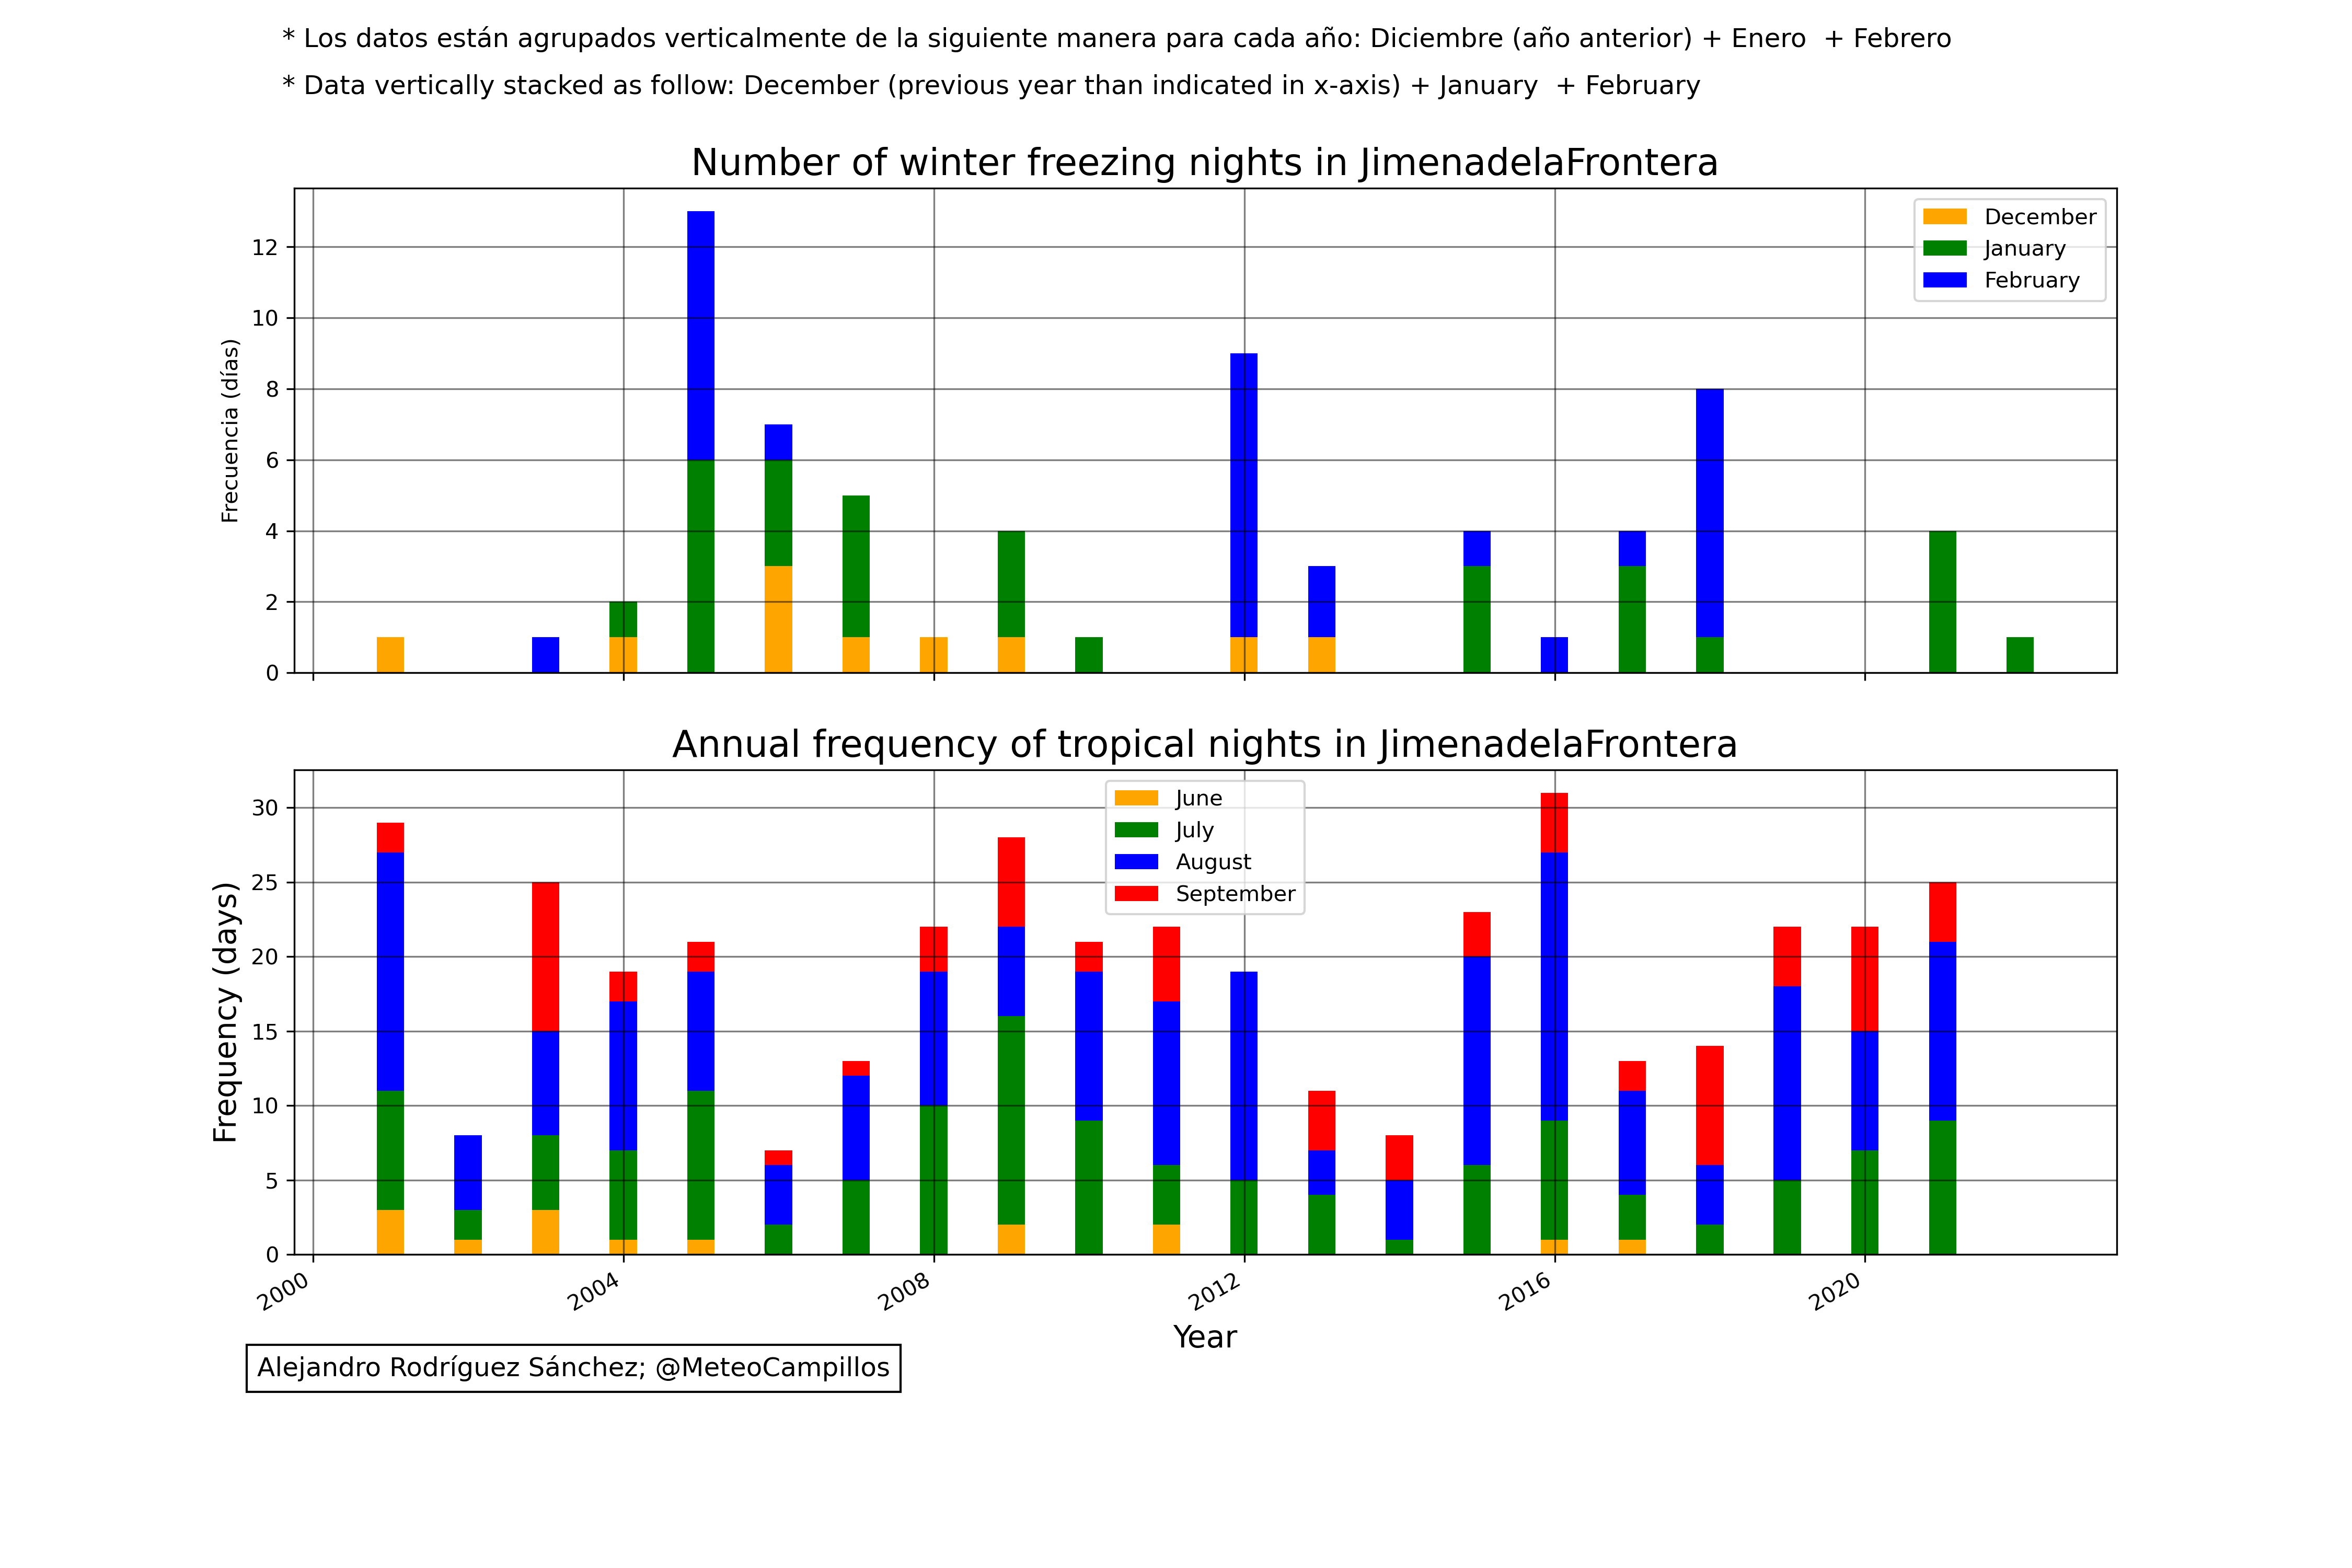 * Los datos están agrupados verticalmente de la siguiente manera para cada año: Diciembre (año anterior) + Enero  + Febrero
* Data vertically stacked as follow: December (previous year than indicated in x-axis) + January  + February
Number of winter freezing nights in JimenadelaFrontera
Frecuencia (días)
12
10
8
6
4
2
0
December
January
February
Annual frequency of tropical nights in JimenadelaFrontera
Frequency (days)
30
25
20
15
10
5
0
June
July
August
September
2000
2004
2008
2012
2016
2020
Year
Alejandro Rodríguez Sánchez; @MeteoCampillos